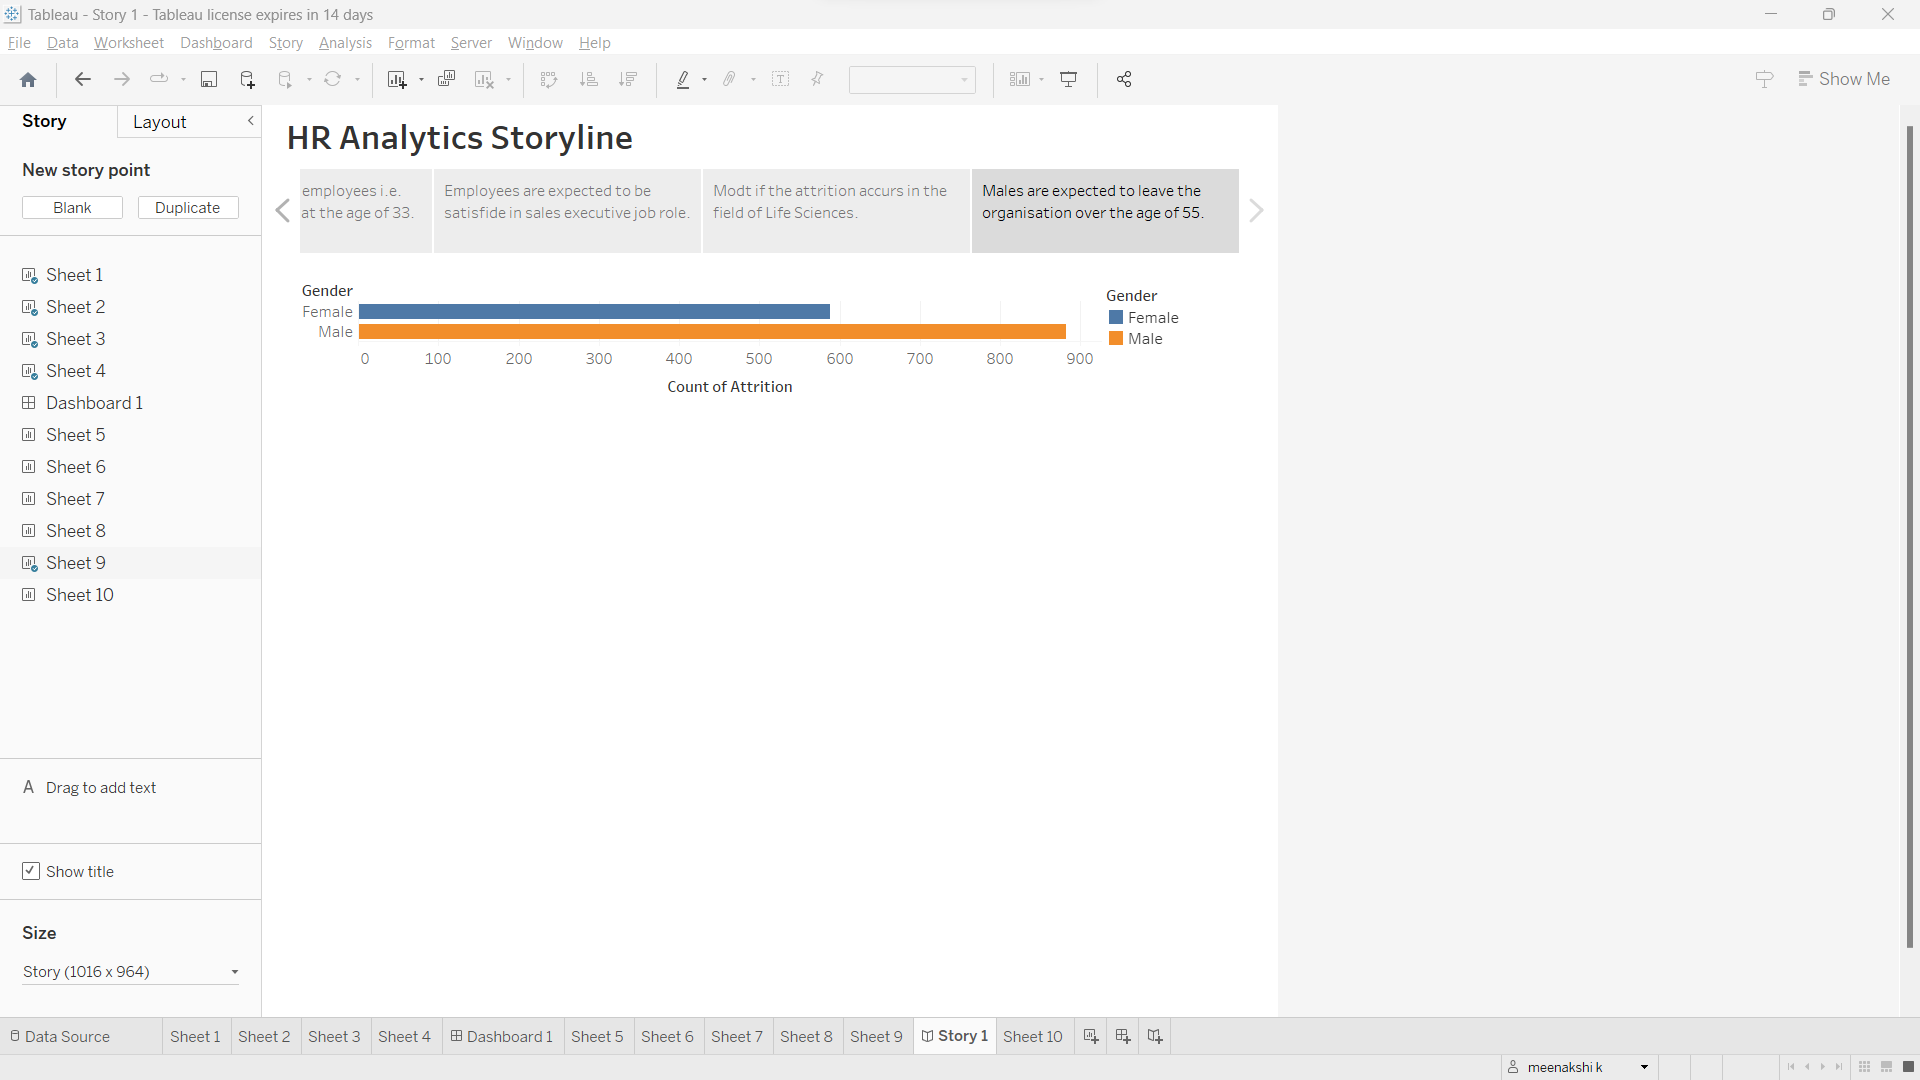 Tableau - Story 1 - Tableau license expires in 14 days
File Data Worksheet Dashboard Story Analysis Format Server Window Help
Show Me
Story Layout
New story point
Blank Duplicate
Sheet 1
Sheet 2
Sheet 3
Sheet 4
Dashboard 1
Sheet 5
Sheet 6
Sheet 7
Sheet 8
Sheet 9
Sheet 10
A Drag to add text
Show title
Size
Story (1016 x 964)
HR Analytics Storyline
employees i.e.
at the age of 33.
Employees are expected to be
satisfide in sales executive job role.
Modt if the attrition accurs in the
field of Life Sciences.
Males are expected to leave the
organisation over the age of 55.
Gender
Female
Male
0 100 200 300 400 500 600 700 800 900
Count of Attrition
Gender
Female
Male
Data Source Sheet 1 Sheet 2 Sheet 3 Sheet 4 Dashboard 1 Sheet 5 Sheet 6 Sheet 7 Sheet 8 Sheet 9 Story 1 Sheet 10
meenakshi k